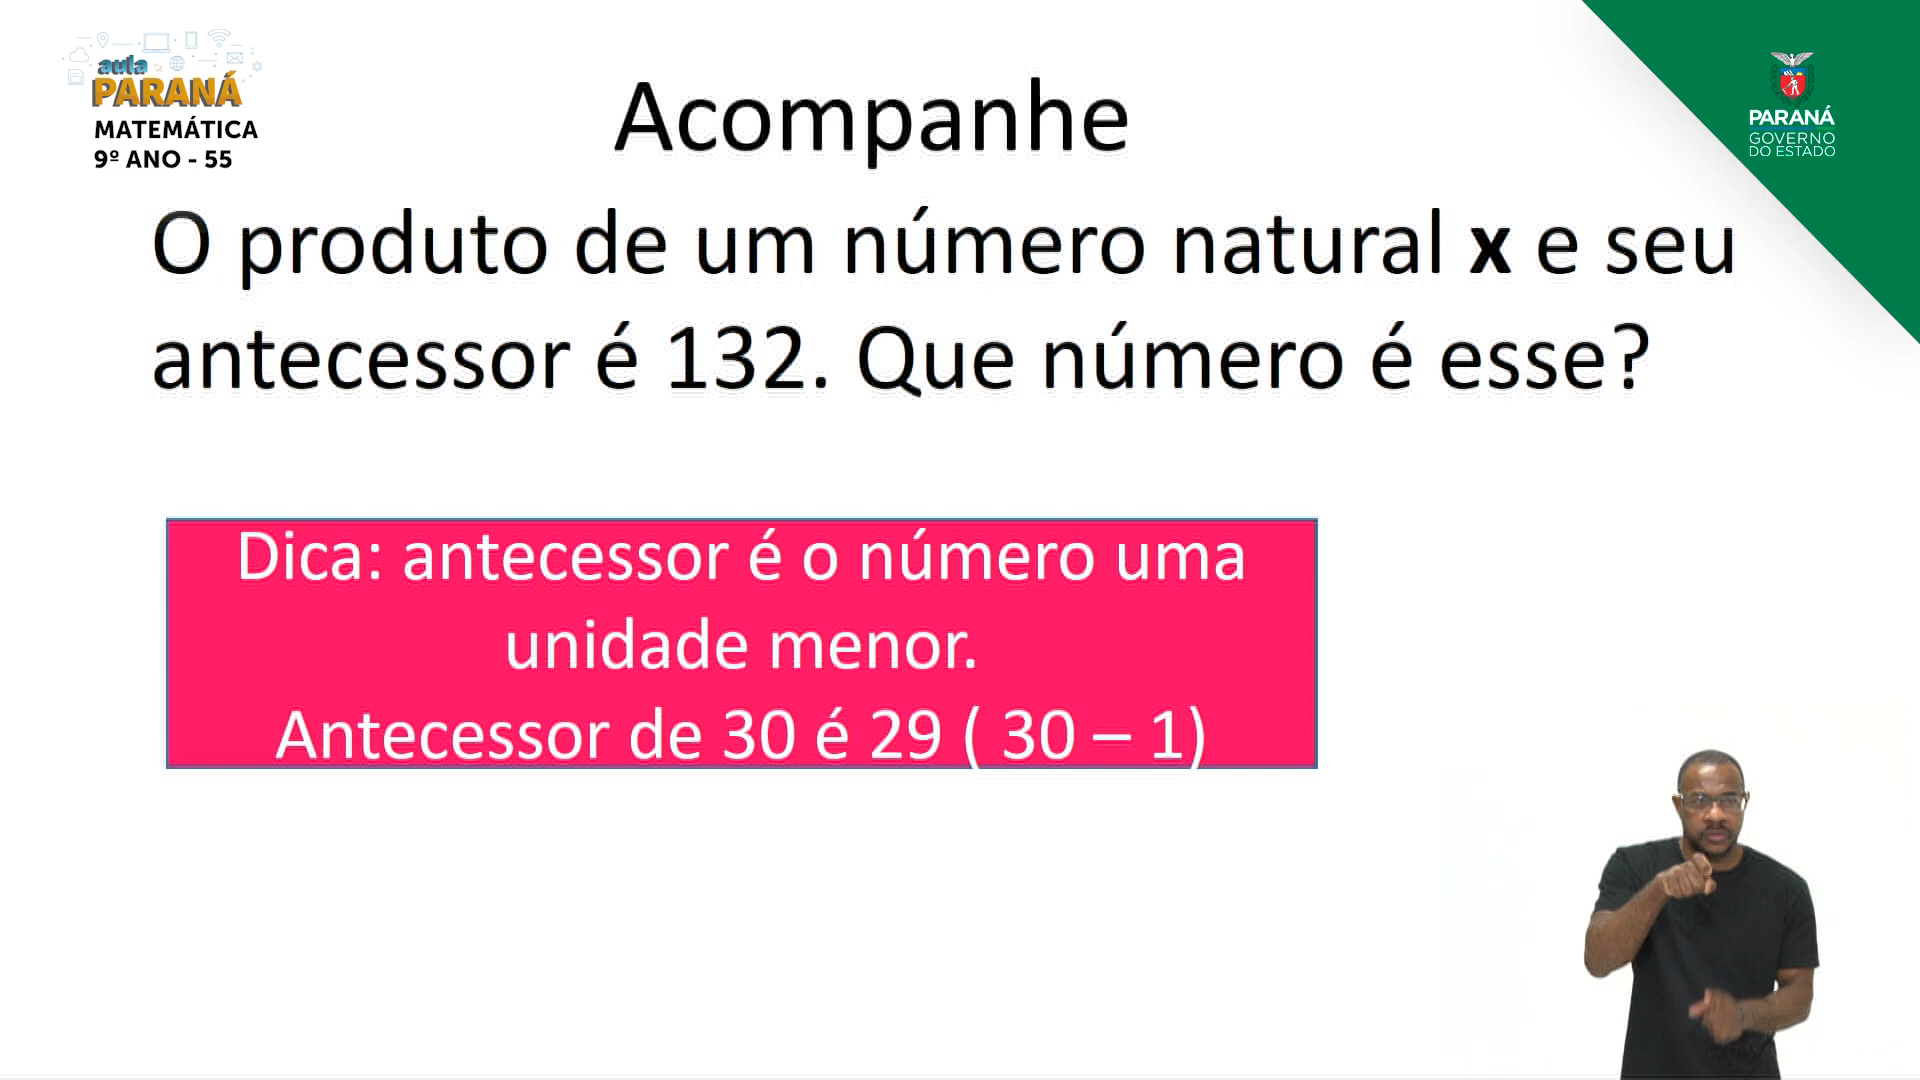 aula
PARANÁ
MATEMÁTICA
9º ANO - 55
PARANÁ
GOVERNO
DO ESTADO
Acompanhe
O produto de um número natural x e seu
antecessor é 132. Que número é esse?
Dica: antecessor é o número uma
unidade menor.
Antecessor de 30 é 29 ( 30 – 1)